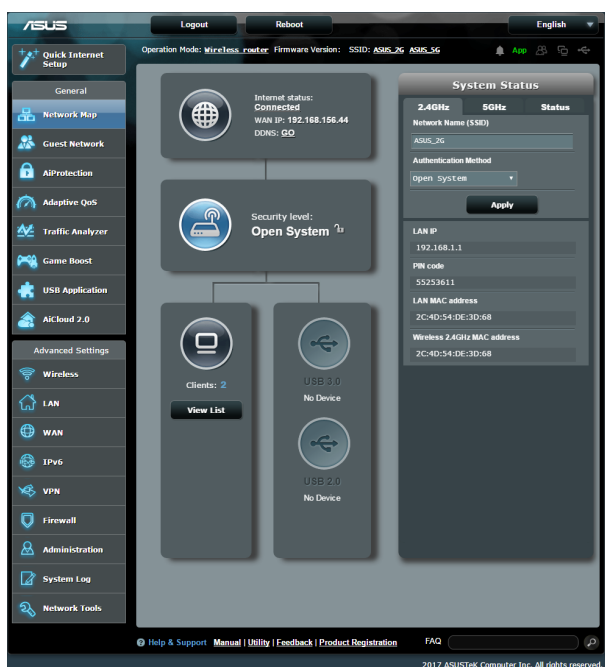 ASUS
Logout
Reboot
English
Quick Internet
Setup
Operation Mode: Wireless router Firmware Version: SSID: ASUS_2G ASUS_5G
App
General
Network Map
Guest Network
AiProtection
Adaptive QoS
Traffic Analyzer
Game Boost
USB Application
AiCloud 2.0
Advanced Settings
Wireless
LAN
WAN
IPv6
VPN
Firewall
Administration
System Log
Network Tools
Internet status:
Connected
WAN IP: 192.168.156.44
DDNS: GO
Security level:
Open System
Clients: 2
View List
USB 3.0
No Device
USB 2.0
No Device
System Status
2.4GHz 5GHz Status
Network Name (SSID)
ASUS_2G
Authentication Method
Open System
Apply
LAN IP
192.168.1.1
PIN code
55253611
LAN MAC address
2C:4D:54:DE:3D:68
Wireless 2.4GHz MAC address
2C:4D:54:DE:3D:68
Help & Support Manual | Utility | Feedback | Product Registration FAQ
2017 ASUSTeK Computer Inc. All rights reserved